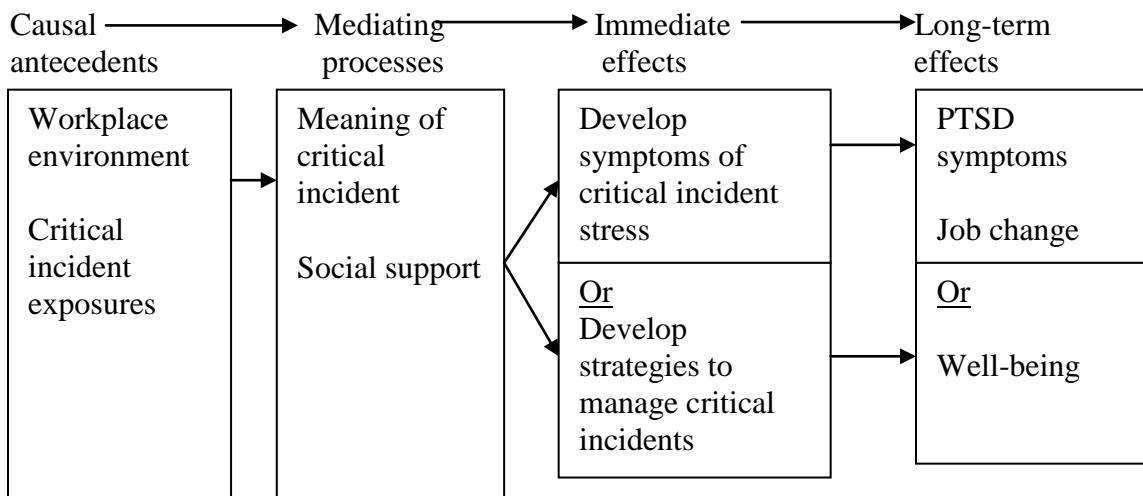 Causal
antecedents
Mediating
processes
Immediate
effects
Long-term
effects
Workplace
environment
Critical
incident
exposures
Meaning of
critical
incident
Social support
Develop
symptoms of
critical incident
stress
Or
Develop
strategies to
manage critical
incidents
PTSD
symptoms
Job change
Or
Well-being